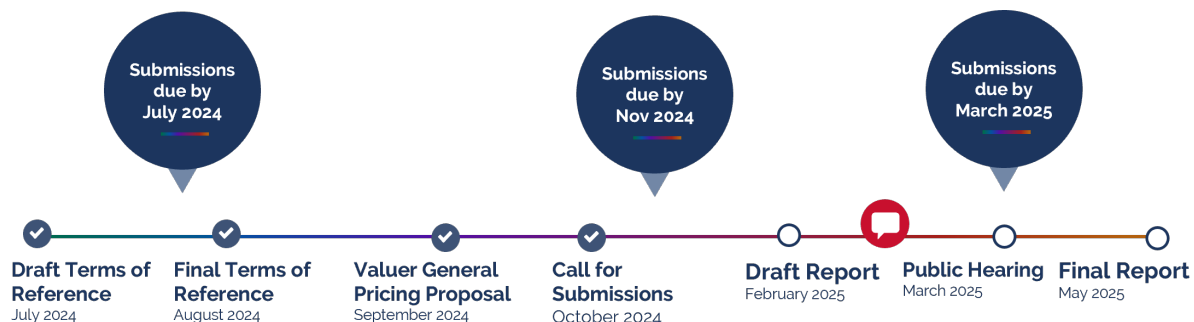 Submissions
due by
July 2024
Submissions
due by
Nov 2024
Submissions
due by
March 2025
Draft Terms of
Reference
July 2024
Final Terms of
Reference
August 2024
Valuer General
Pricing Proposal
September 2024
Call for
Submissions
October 2024
Draft Report
February 2025
Public Hearing
March 2025
Final Report
May 2025